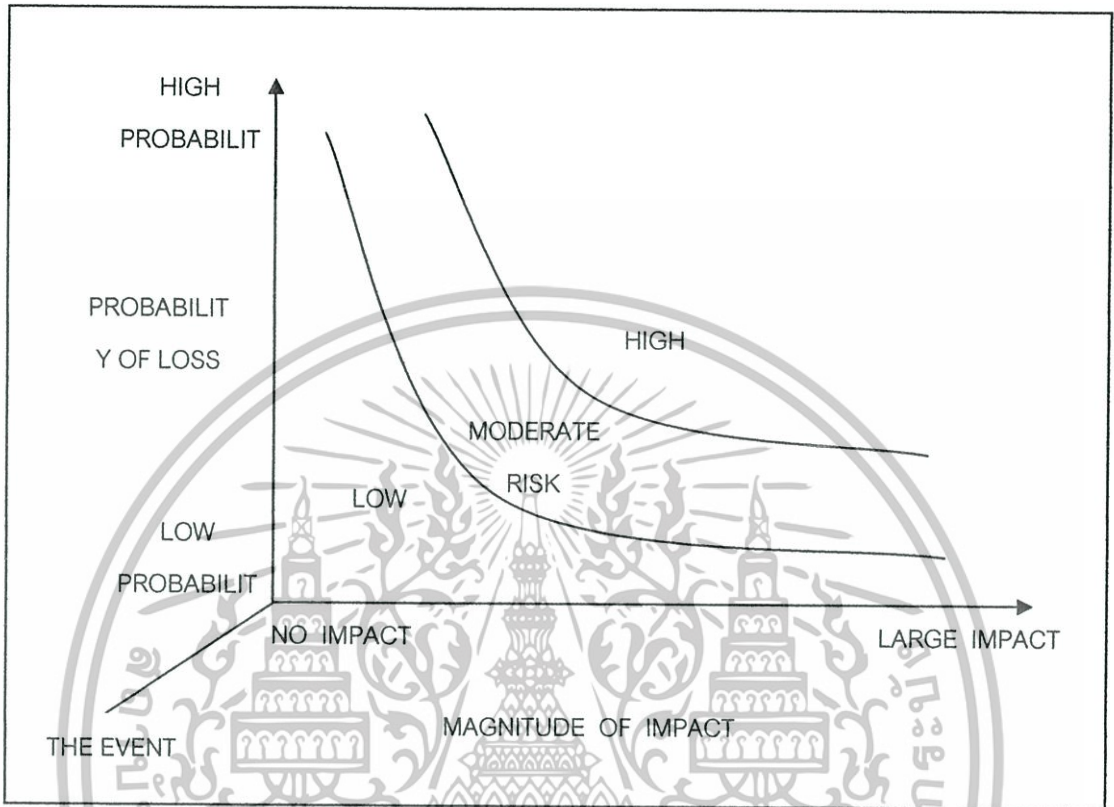 HIGH
PROBABILIT
PROBABILIT
Y OF LOSS
HIGH
MODERATE
RISK
LOW
LOW
PROBABILIT
NO IMPACT
LARGE IMPACT
MAGNITUDE OF IMPACT
THE EVENT